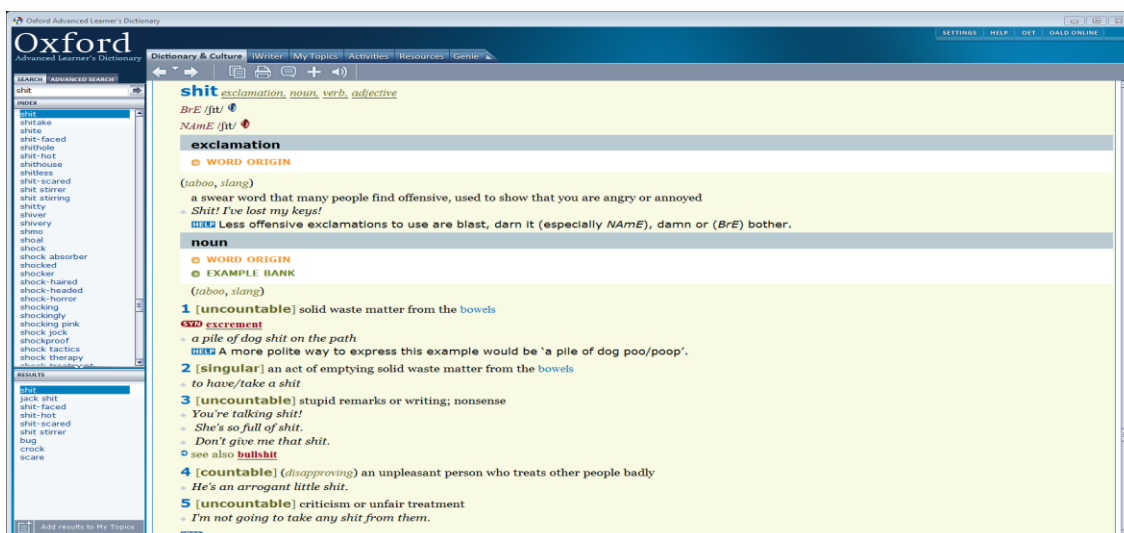 Oxford Advanced Learner's Dictionary
Oxford
Advanced Learner's Dictionary
SETTINGS HELP OET OALD ONLINE
Dictionary & Culture iWriter My Topics Activities Resources Genie
SEARCH ADVANCED SEARCH
shit
INDEX
shit
shitake
shite
shit-faced
shithole
shit-hot
shithouse
shitless
shit-scared
shit stirrer
shit stirring
shitty
shiver
shivery
shmo
shoal
shock
shock absorber
shocked
shocker
shock-haired
shock-headed
shock-horror
shocking
shockingly
shocking pink
shock jock
shockproof
shock tactics
shock therapy
shock treatment
RESULTS
shit
jack shit
shit-faced
shit-hot
shit-scared
shit stirrer
bug
crock
scare
Add results to My Topics
shit exclamation, noun, verb, adjective
BrE /ʃɪt/
NAmE /ʃɪt/
exclamation
WORD ORIGIN
(taboo, slang)
a swear word that many people find offensive, used to show that you are angry or annoyed
Shit! I've lost my keys!
HELP Less offensive exclamations to use are blast, darn it (especially NAmE), damn or (BrE) bother.
noun
WORD ORIGIN
EXAMPLE BANK
(taboo, slang)
1 [uncountable] solid waste matter from the bowels
SYN excrement
a pile of dog shit on the path
HELP A more polite way to express this example would be ‘a pile of dog poo/poop’.
2 [singular] an act of emptying solid waste matter from the bowels
to have/take a shit
3 [uncountable] stupid remarks or writing; nonsense
You're talking shit!
She's so full of shit.
Don't give me that shit.
see also bullshit
4 [countable] (disapproving) an unpleasant person who treats other people badly
He's an arrogant little shit.
5 [uncountable] criticism or unfair treatment
I'm not going to take any shit from them.